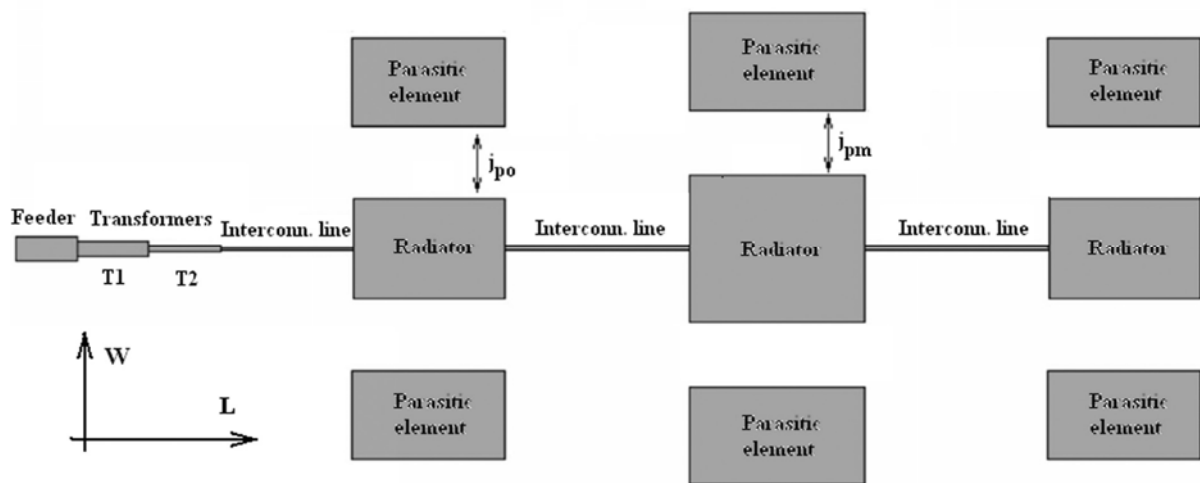 Parasitic
element
Parasitic
element
Parasitic
element
jpo
jpm
Feeder
Transformers
Interconn. line
Radiator
Interconn. line
Radiator
Interconn. line
Radiator
T1
T2
W
L
Parasitic
element
Parasitic
element
Parasitic
element